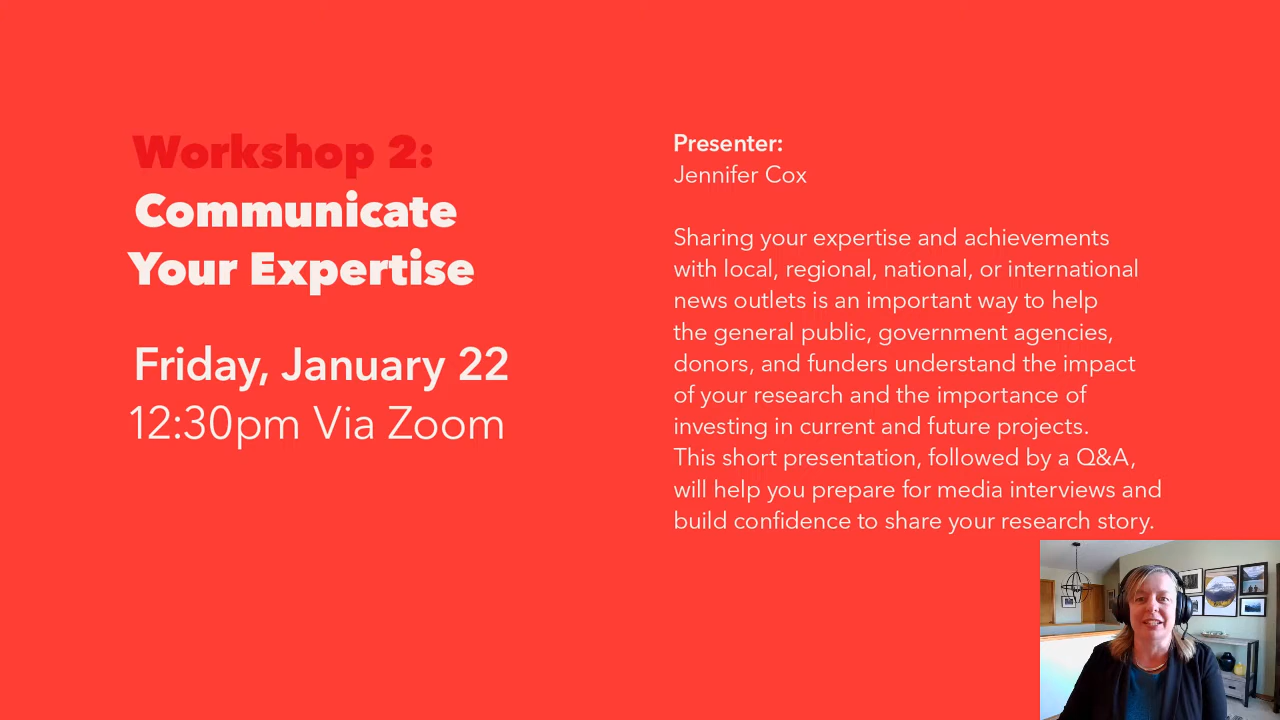 Workshop 2:
Communicate
Your Expertise
Friday, January 22
12:30pm Via Zoom
Presenter:
Jennifer Cox
Sharing your expertise and achievements
with local, regional, national, or international
news outlets is an important way to help
the general public, government agencies,
donors, and funders understand the impact
of your research and the importance of
investing in current and future projects.
This short presentation, followed by a Q&A,
will help you prepare for media interviews and
build confidence to share your research story.